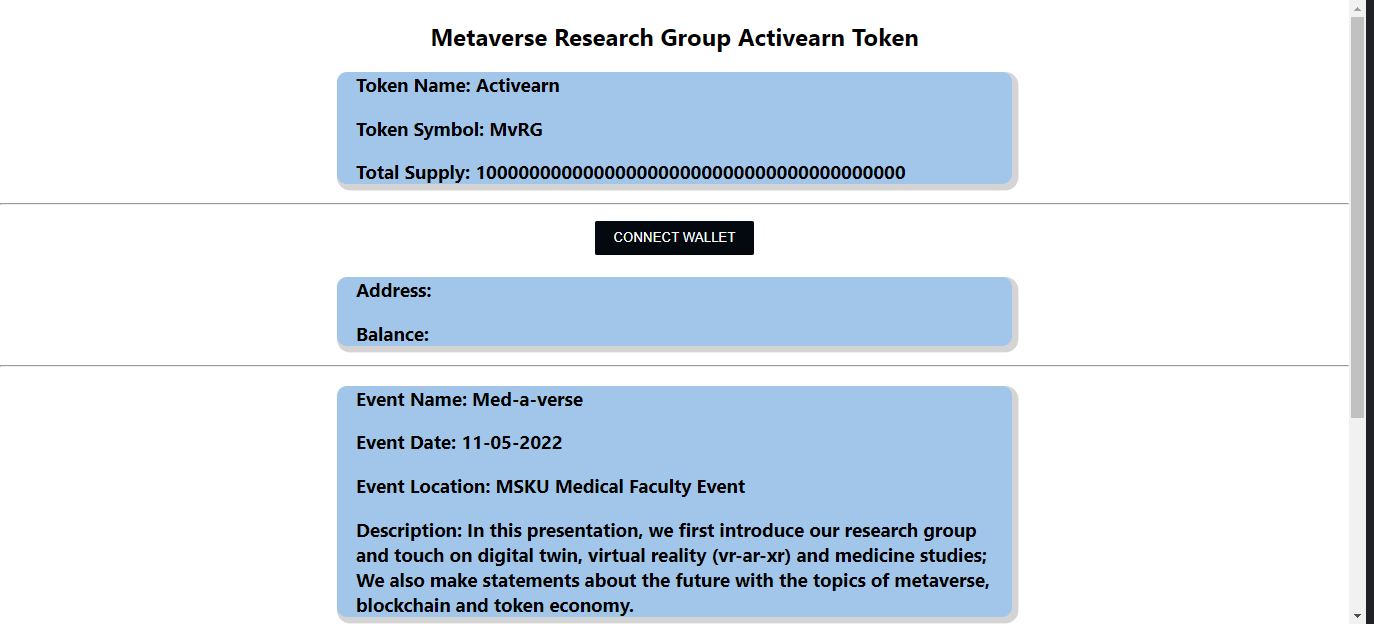 Metaverse Research Group Activearn Token
Token Name: Activearn
Token Symbol: MvRG
Total Supply: 1000000000000000000000000000000000000000
CONNECT WALLET
Address:
Balance:
Event Name: Med-a-verse
Event Date: 11-05-2022
Event Location: MSKU Medical Faculty Event
Description: In this presentation, we first introduce our research group
and touch on digital twin, virtual reality (vr-ar-xr) and medicine studies;
We also make statements about the future with the topics of metaverse,
blockchain and token economy.